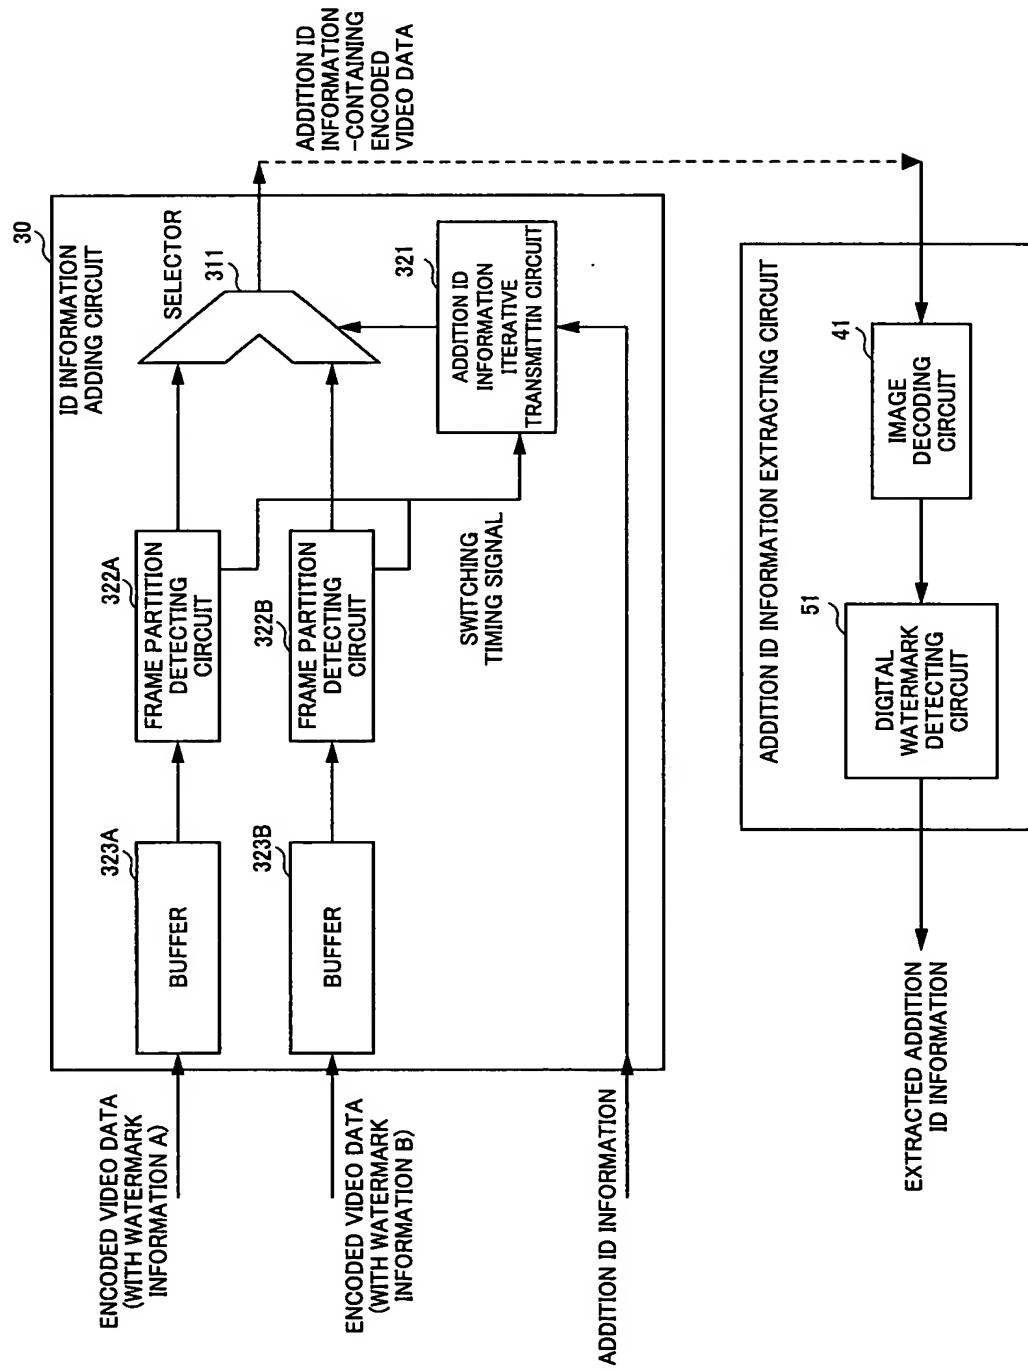 30
ID INFORMATION
ADDING CIRCUIT
ENCODED VIDEO DATA
(WITH WATERMARK
INFORMATION A)
323A
BUFFER
322A
FRAME PARTITION
DETECTING
CIRCUIT
SELECTOR
311
ADDITION ID
INFORMATION
-CONTAINING
ENCODED
VIDEO DATA
ENCODED VIDEO DATA
(WITH WATERMARK
INFORMATION B)
323B
BUFFER
322B
FRAME PARTITION
DETECTING
CIRCUIT
SWITCHING
TIMING SIGNAL
321
ADDITION ID
INFORMATION
ITERATIVE
TRANSMITTIN CIRCUIT
ADDITION ID INFORMATION
ADDITION ID INFORMATION EXTRACTING CIRCUIT
41
IMAGE
DECODING
CIRCUIT
51
DIGITAL
WATERMARK
DETECTING
CIRCUIT
EXTRACTED ADDITION
ID INFORMATION